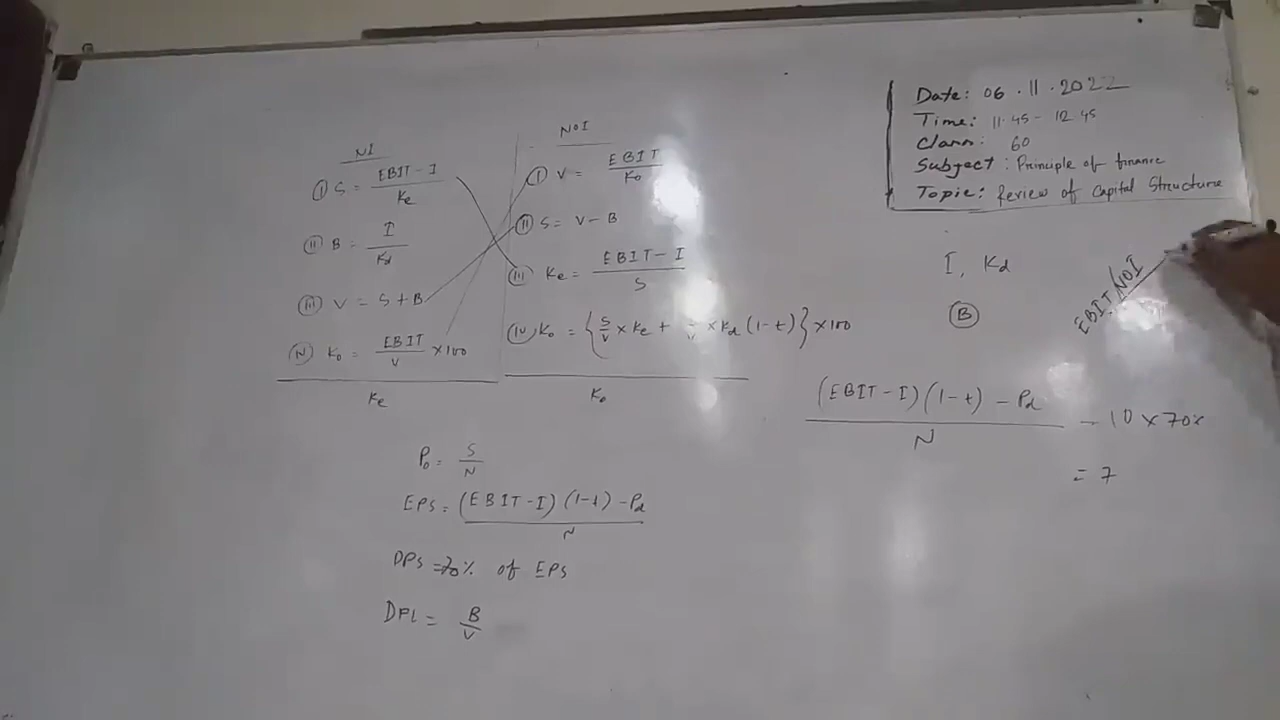 Date: 06.11.2022
Time: 11.45 - 12.45
Class: 60
Subject: Principle of finance
Topic: Review of Capital Structure
NI
(I) S = (EBIT - I) / Ke
(II) B = I / Kd
(III) V = S + B
(IV) Ko = EBIT / V × 100
Ke
NOI
(I) V = EBIT / Ko
(II) S = V - B
(III) Ke = (EBIT - I) / S
(IV) Ko = { S/V × Ke + /V × Kd (1-t) } × 100
Ko
P₀ = S / N
EPS = (EBIT - I) (1-t) - Pd / N
DPS = 70% of EPS
DFL = B / V
I, Kd
(B)
EBIT/NOI
(EBIT - I) (1-t) - Pd / N
- 10 × 70%
= 7